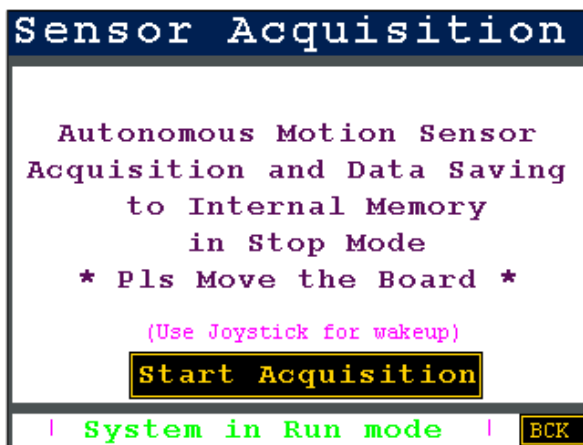 Sensor Acquisition
Autonomous Motion Sensor
Acquisition and Data Saving
to Internal Memory
in Stop Mode
* Pls Move the Board *
(Use Joystick for wakeup)
Start Acquisition
| System in Run mode | BCK